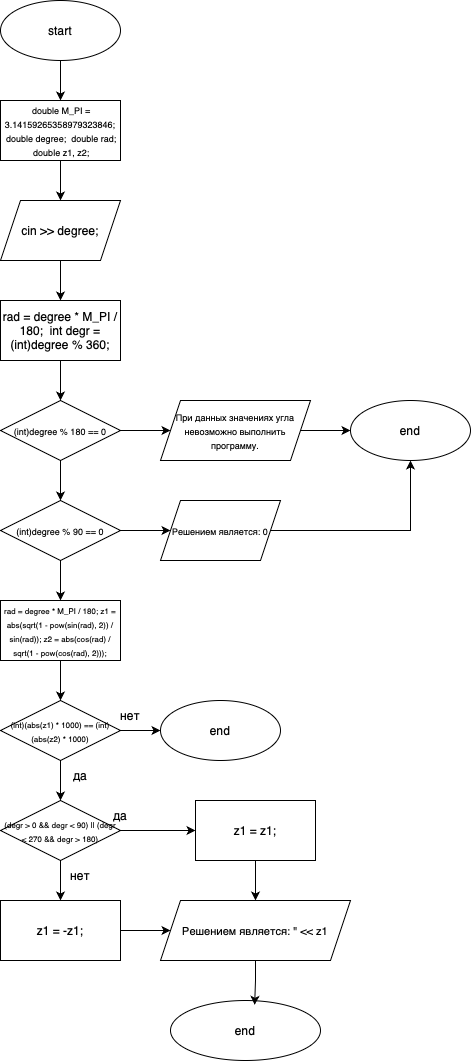 start
double M_PI =
3.14159265358979323846;
double degree;  double rad;
double z1, z2;
cin >> degree;
rad = degree * M_PI /
180;  int degr =
(int)degree % 360;
(int)degree % 180 == 0
При данных значениях угла
невозможно выполнить
программу.
end
(int)degree % 90 == 0
Решением является: 0
rad = degree * M_PI / 180; z1 =
abs(sqrt(1 - pow(sin(rad), 2)) /
sin(rad)); z2 = abs(cos(rad) /
sqrt(1 - pow(cos(rad), 2)));
(int)(abs(z1) * 1000) == (int)
(abs(z2) * 1000)
нет
end
да
(degr > 0 && degr < 90) || (degr
< 270 && degr > 180)
да
z1 = z1;
нет
z1 = -z1;
Решением является: " << z1
end